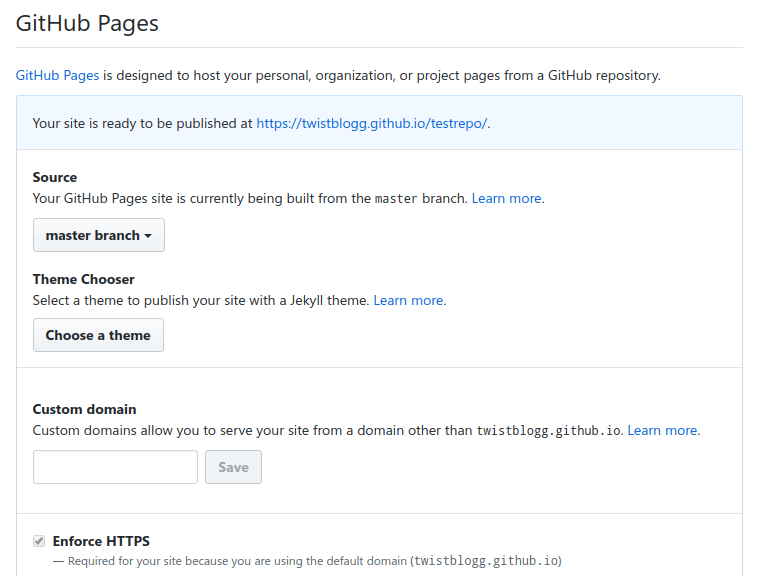 GitHub Pages
GitHub Pages is designed to host your personal, organization, or project pages from a GitHub repository.
Your site is ready to be published at https://twistblogg.github.io/testrepo/.
Source
Your GitHub Pages site is currently being built from the master branch. Learn more.
master branch
Theme Chooser
Select a theme to publish your site with a Jekyll theme. Learn more.
Choose a theme
Custom domain
Custom domains allow you to serve your site from a domain other than twistblogg.github.io. Learn more.
Save
Enforce HTTPS
— Required for your site because you are using the default domain (twistblogg.github.io)